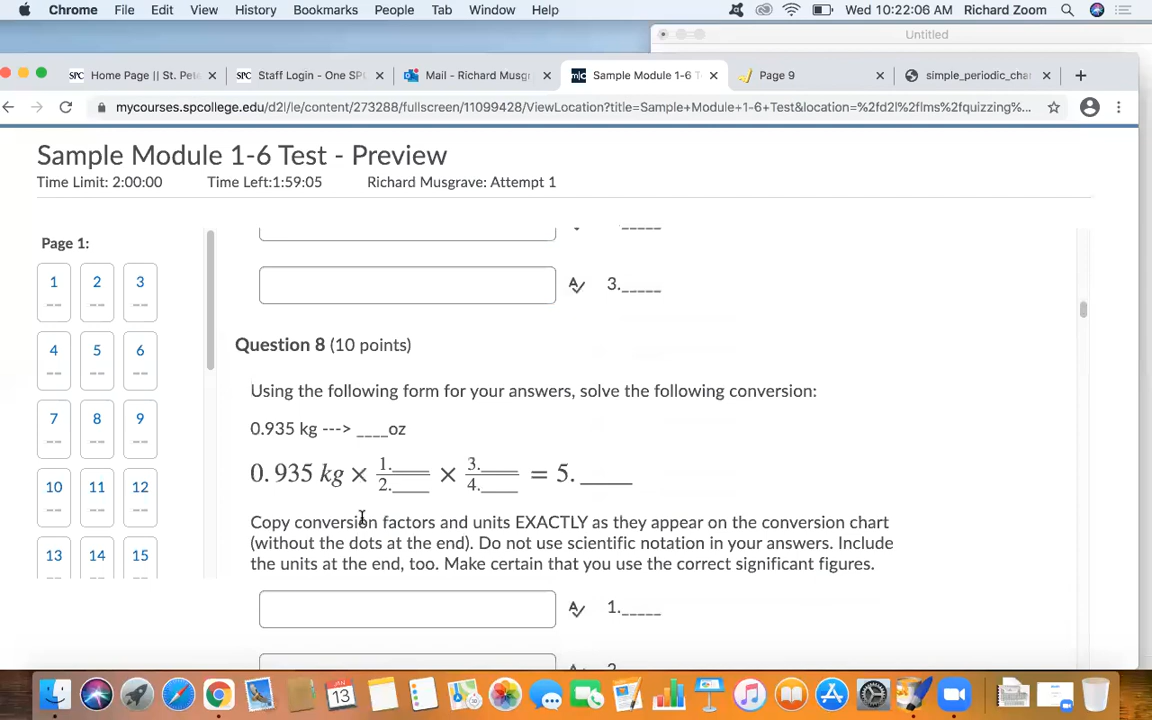 Chrome File Edit View History Bookmarks People Tab Window Help Wed 10:22:06 AM Richard Zoom
Untitled
SPC Home Page || St. Pete SPC Staff Login - One SP Mail - Richard Musgr m|c Sample Module 1-6 T Page 9 simple_periodic_cha
mycourses.spcollege.edu/d2l/le/content/273288/fullscreen/11099428/ViewLocation?title=Sample+Module+1-6+Test&location=%2fd2l%2flms%2fquizzing%...
Sample Module 1-6 Test - Preview
Time Limit: 2:00:00 Time Left:1:59:05 Richard Musgrave: Attempt 1
Page 1:
1 2 3
-- -- --
4 5 6
-- -- --
7 8 9
-- -- --
10 11 12
-- -- --
13 14 15
_____
3._____
Question 8 (10 points)
Using the following form for your answers, solve the following conversion:
0.935 kg ---> ____oz
0.935 kg × 1.____ / 2.____ × 3.____ / 4.____ = 5. _____
Copy conversion factors and units EXACTLY as they appear on the conversion chart
(without the dots at the end). Do not use scientific notation in your answers. Include
the units at the end, too. Make certain that you use the correct significant figures.
1._____
JAN
13